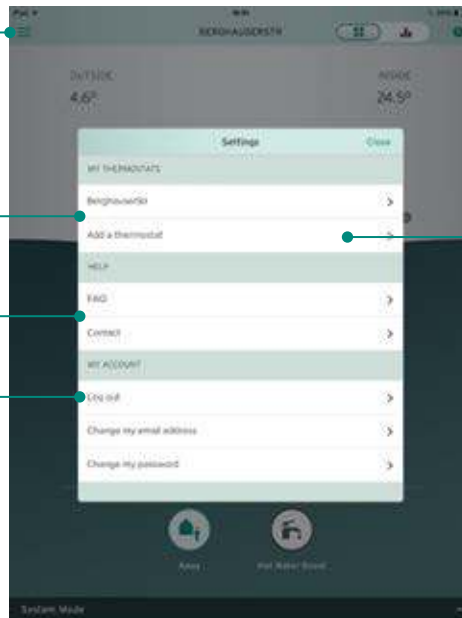 iPad
BERGHAUSERSTR
OUTSIDE
INSIDE
4.6°
24.5°
Settings
Close
MY THERMOSTATS
BerghauserStr
Add a thermostat
HELP
FAQ
Contact
MY ACCOUNT
Log out
Change my email address
Change my password
Away
Hot Water Boost
System Mode